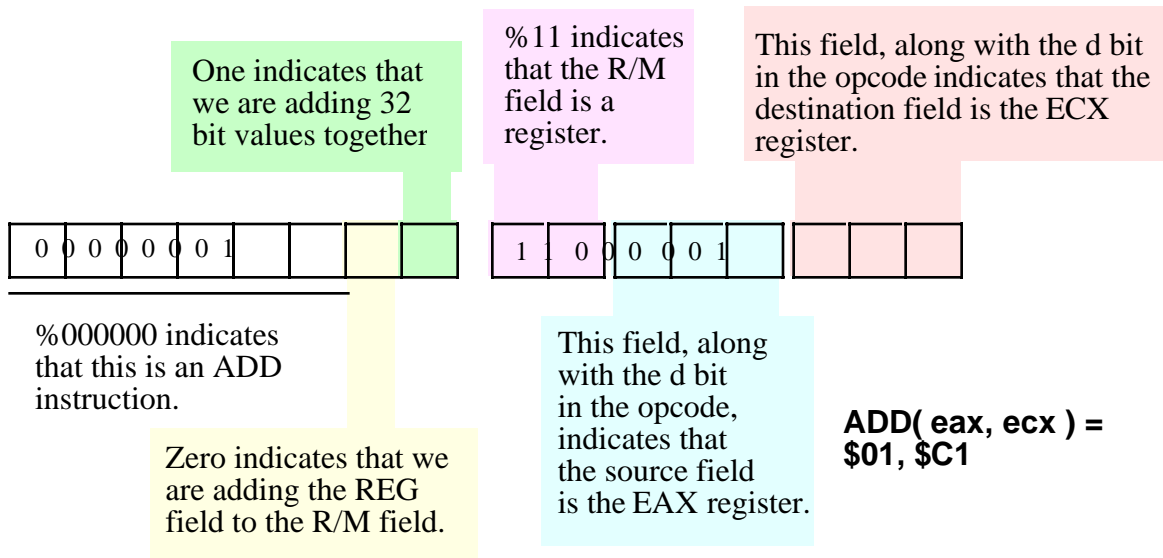 One indicates that
we are adding 32
bit values together
%11 indicates
that the R/M
field is a
register.
This field, along with the d bit
in the opcode indicates that the
destination field is the ECX
register.
0 0 0 0 0 0 0 1
1 1 0 0 0 0 0 1
%000000 indicates
that this is an ADD
instruction.
Zero indicates that we
are adding the REG
field to the R/M field.
This field, along
with the d bit
in the opcode,
indicates that
the source field
is the EAX register.
ADD( eax, ecx ) =
$01, $C1